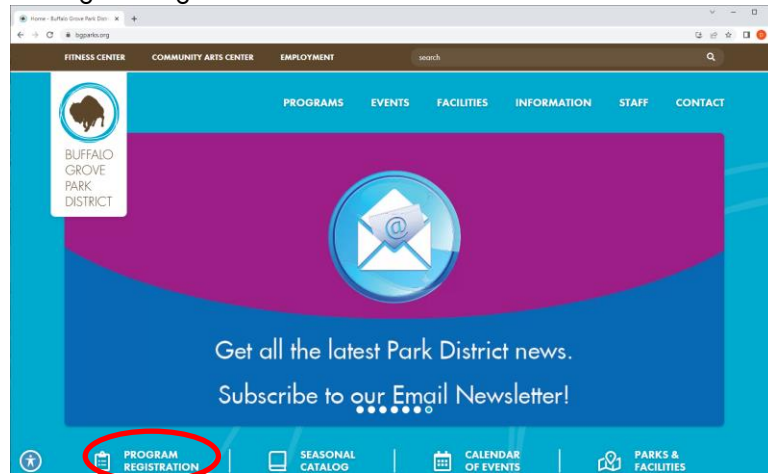 Home - Buffalo Grove Park Distri
bgparks.org
FITNESS CENTER COMMUNITY ARTS CENTER EMPLOYMENT search
PROGRAMS EVENTS FACILITIES INFORMATION STAFF CONTACT
BUFFALO
GROVE
PARK
DISTRICT
@
Get all the latest Park District news.
Subscribe to our Email Newsletter!
PROGRAM
REGISTRATION
SEASONAL
CATALOG
CALENDAR
OF EVENTS
PARKS &
FACILITIES